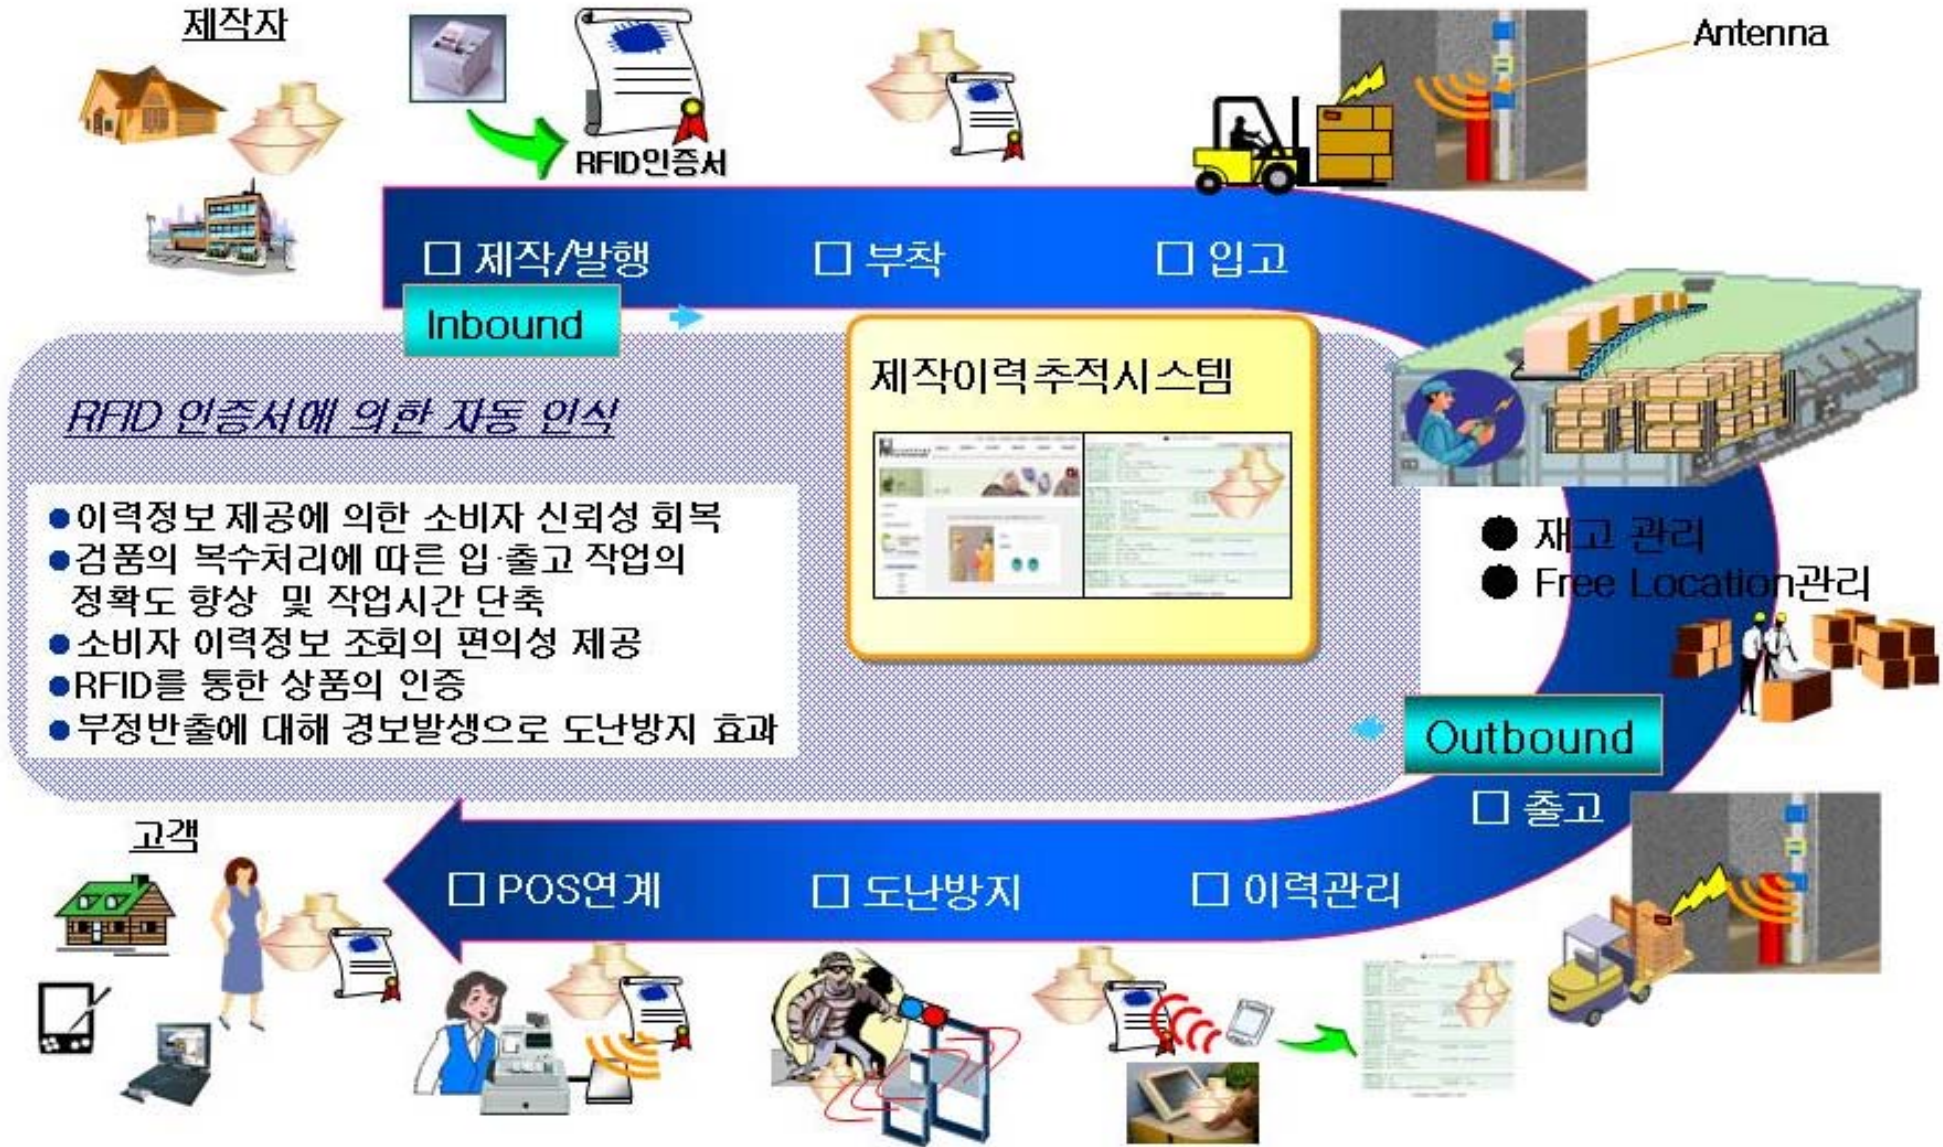 제작자
RFID인증서
Antenna
□ 제작/발행
□ 부착
□ 입고
Inbound
제작이력추적시스템
RFID 인증서에 의한 자동 인식
●이력정보 제공에 의한 소비자 신뢰성 회복
●검품의 복수처리에 따른 입·출고 작업의
정확도 향상 및 작업시간 단축
●소비자 이력정보 조회의 편의성 제공
●RFID를 통한 상품의 인증
●부정반출에 대해 경보발생으로 도난방지 효과
● 재고 관리
● Free Location관리
Outbound
□ 출고
고객
□ POS연계
□ 도난방지
□ 이력관리